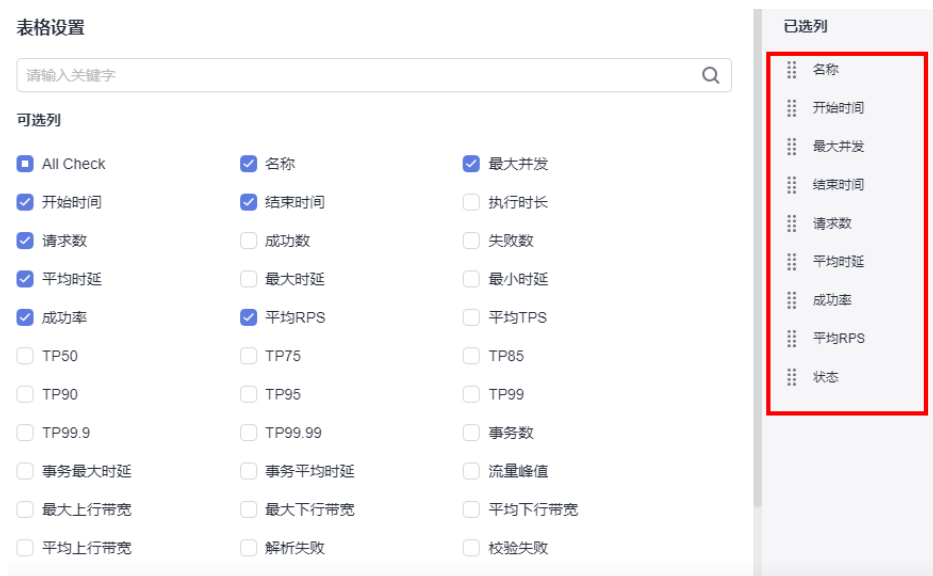 表格设置
请输入关键字
可选列
All Check 名称 最大并发
开始时间 结束时间 执行时长
请求数 成功数 失败数
平均时延 最大时延 最小时延
成功率 平均RPS 平均TPS
TP50 TP75 TP85
TP90 TP95 TP99
TP99.9 TP99.99 事务数
事务最大时延 事务平均时延 流量峰值
最大上行带宽 最大下行带宽 平均下行带宽
平均上行带宽 解析失败 校验失败
已选列
名称
开始时间
最大并发
结束时间
请求数
平均时延
成功率
平均RPS
状态